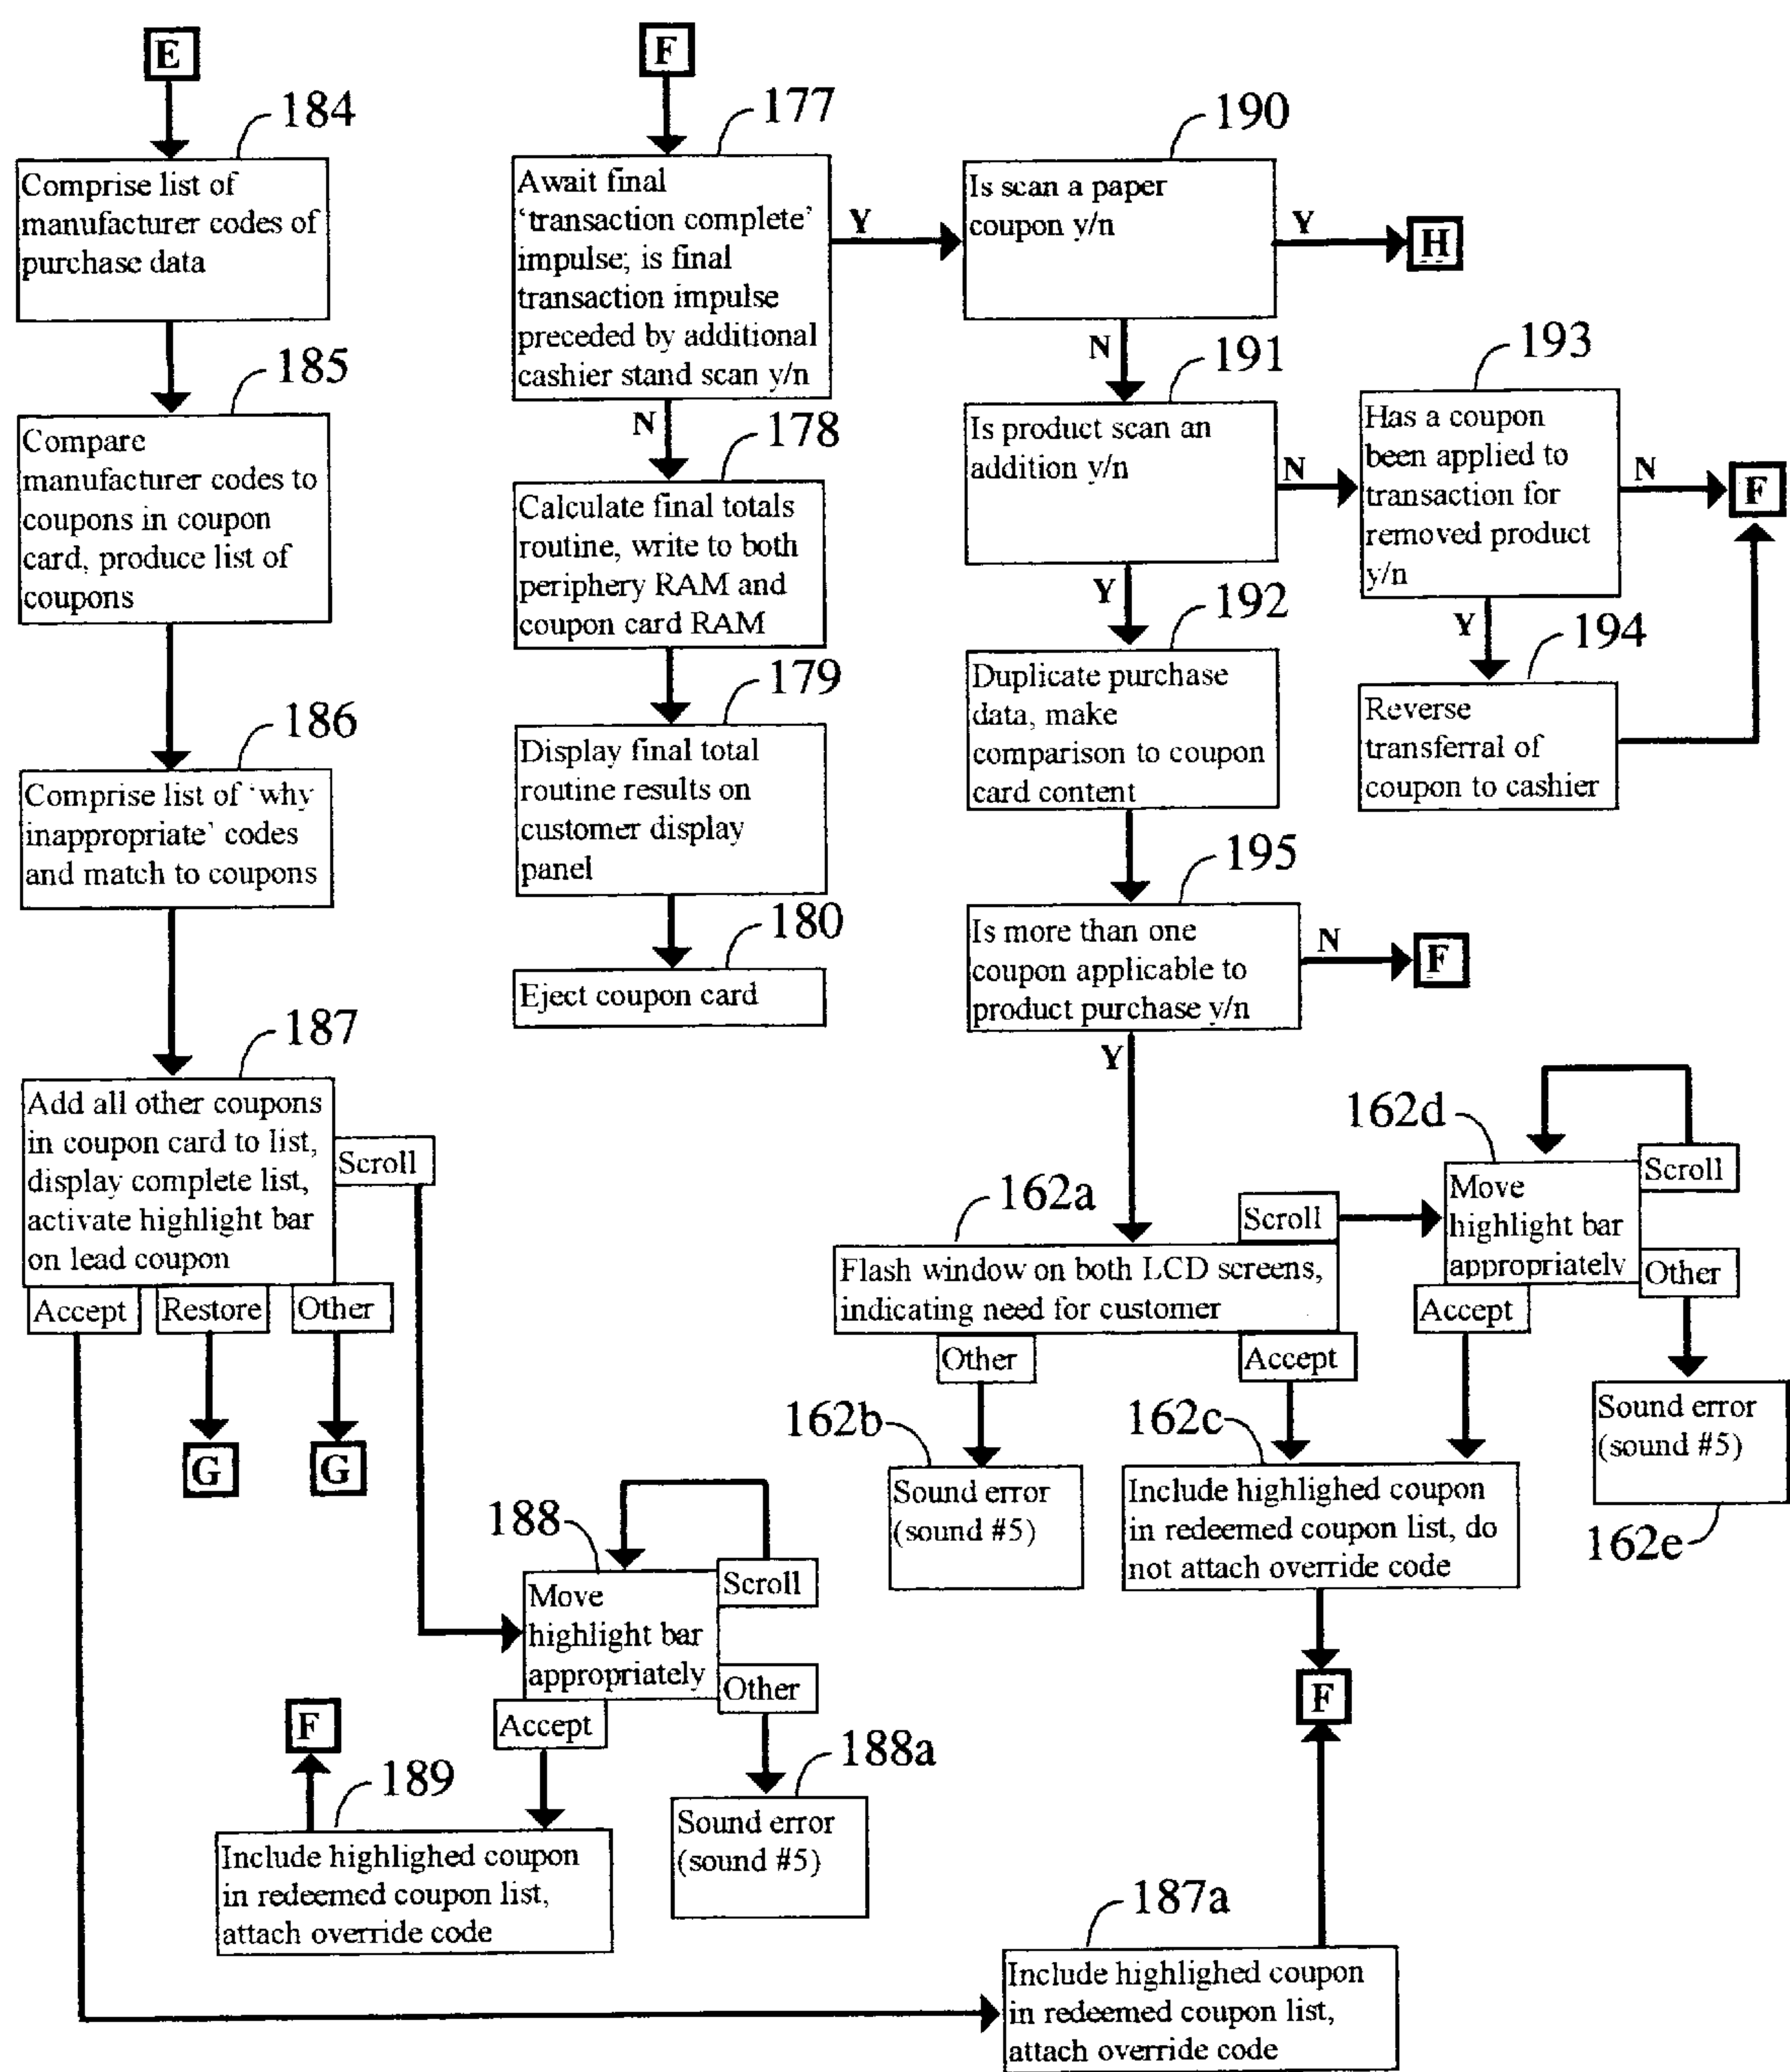 E
184
Comprise list of
manufacturer codes of
purchase data
185
Compare
manufacturer codes to
coupons in coupon
card, produce list of
coupons
186
Comprise list of 'why
inappropriate' codes
and match to coupons
187
Add all other coupons
in coupon card to list,
display complete list,
activate highlight bar
on lead coupon
Scroll
Accept
Restore
Other
G
G
188
Move
highlight bar
appropriately
Scroll
Other
Accept
188a
Sound error
(sound #5)
F
189
Include highlighed coupon
in redeemed coupon list,
attach override code
187a
Include highlighed coupon
in redeemed coupon list,
attach override code
F
177
Await final
'transaction complete'
impulse; is final
transaction impulse
preceded by additional
cashier stand scan y/n
Y
N
178
Calculate final totals
routine, write to both
periphery RAM and
coupon card RAM
179
Display final total
routine results on
customer display
panel
180
Eject coupon card
190
Is scan a paper
coupon y/n
Y
H
N
191
Is product scan an
addition y/n
N
Y
193
Has a coupon
been applied to
transaction for
removed product
y/n
N
F
Y
194
Reverse
transferral of
coupon to cashier
192
Duplicate purchase
data, make
comparison to coupon
card content
195
Is more than one
coupon applicable to
product purchase y/n
N
F
Y
162a
Flash window on both LCD screens,
indicating need for customer
Scroll
Other
Accept
162b
Sound error
(sound #5)
162c
Include highlighed coupon
in redeemed coupon list, do
not attach override code
F
162d
Move
highlight bar
appropriately
Scroll
Other
Accept
Sound error
(sound #5)
162e